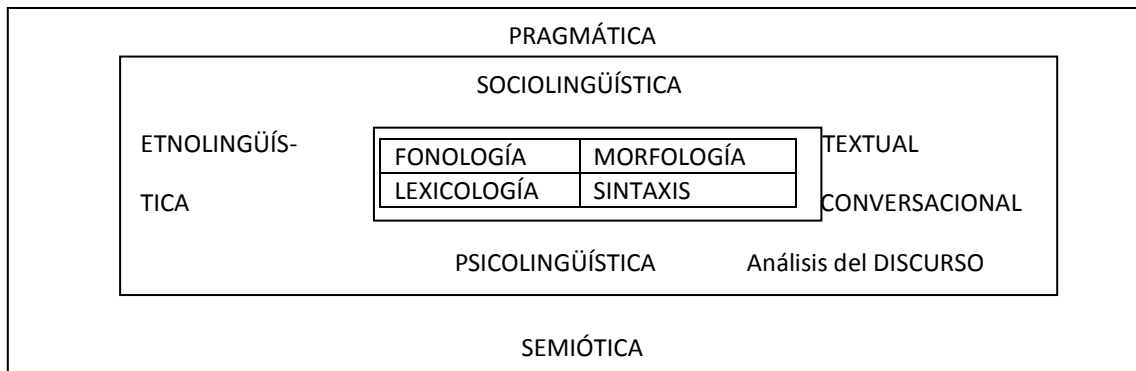 PRAGMÁTICA
SOCIOLINGÜÍSTICA
ETNOLINGÜÍS- FONOLOGÍA MORFOLOGÍA TEXTUAL
TICA LEXICOLOGÍA SINTAXIS CONVERSACIONAL
PSICOLINGÜÍSTICA Análisis del DISCURSO
SEMIÓTICA